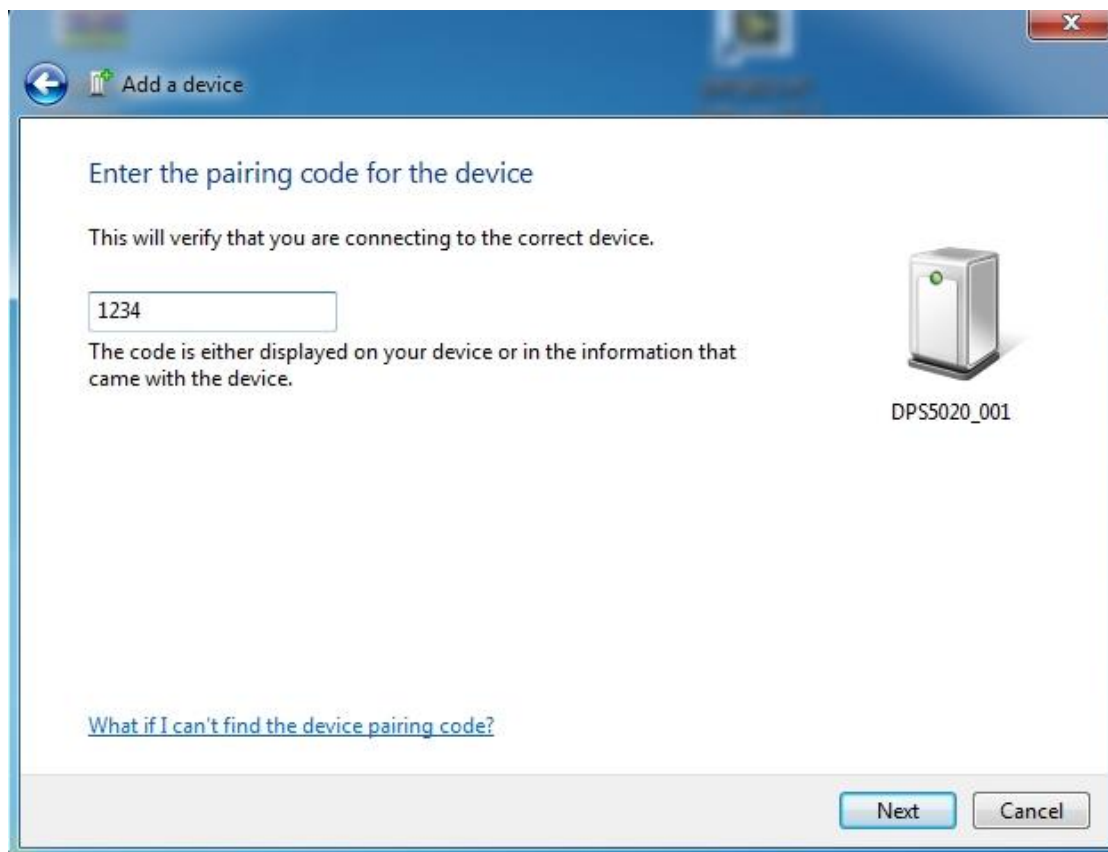 Add a device
Enter the pairing code for the device
This will verify that you are connecting to the correct device.
1234
The code is either displayed on your device or in the information that
came with the device.
DPS5020_001
What if I can't find the device pairing code?
Next
Cancel